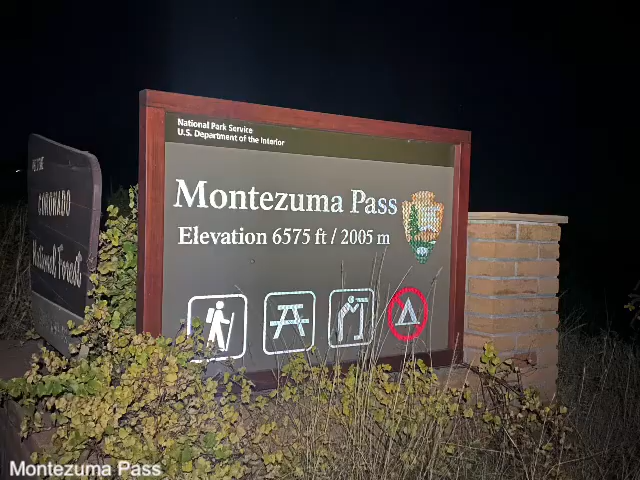 National Park Service
U.S. Department of the Interior
Montezuma Pass
Elevation 6575 ft / 2005 m
CORONADO
National Forest
Montezuma Pass